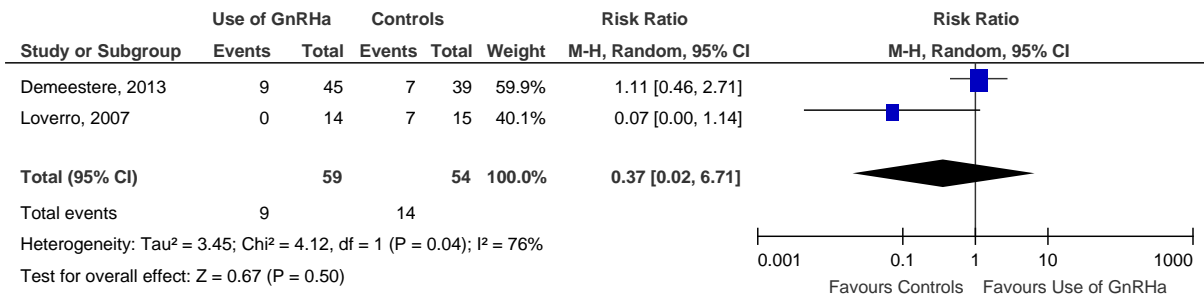 Use of GnRHa Controls Risk Ratio Risk Ratio
Study or Subgroup Events Total Events Total Weight M-H, Random, 95% CI M-H, Random, 95% CI
Demeestere, 2013 9 45 7 39 59.9% 1.11 [0.46, 2.71]
Loverro, 2007 0 14 7 15 40.1% 0.07 [0.00, 1.14]
Total (95% CI) 59 54 100.0% 0.37 [0.02, 6.71]
Total events 9 14
Heterogeneity: Tau² = 3.45; Chi² = 4.12, df = 1 (P = 0.04); I² = 76%
Test for overall effect: Z = 0.67 (P = 0.50)
0.001 0.1 1 10 1000
Favours Controls Favours Use of GnRHa